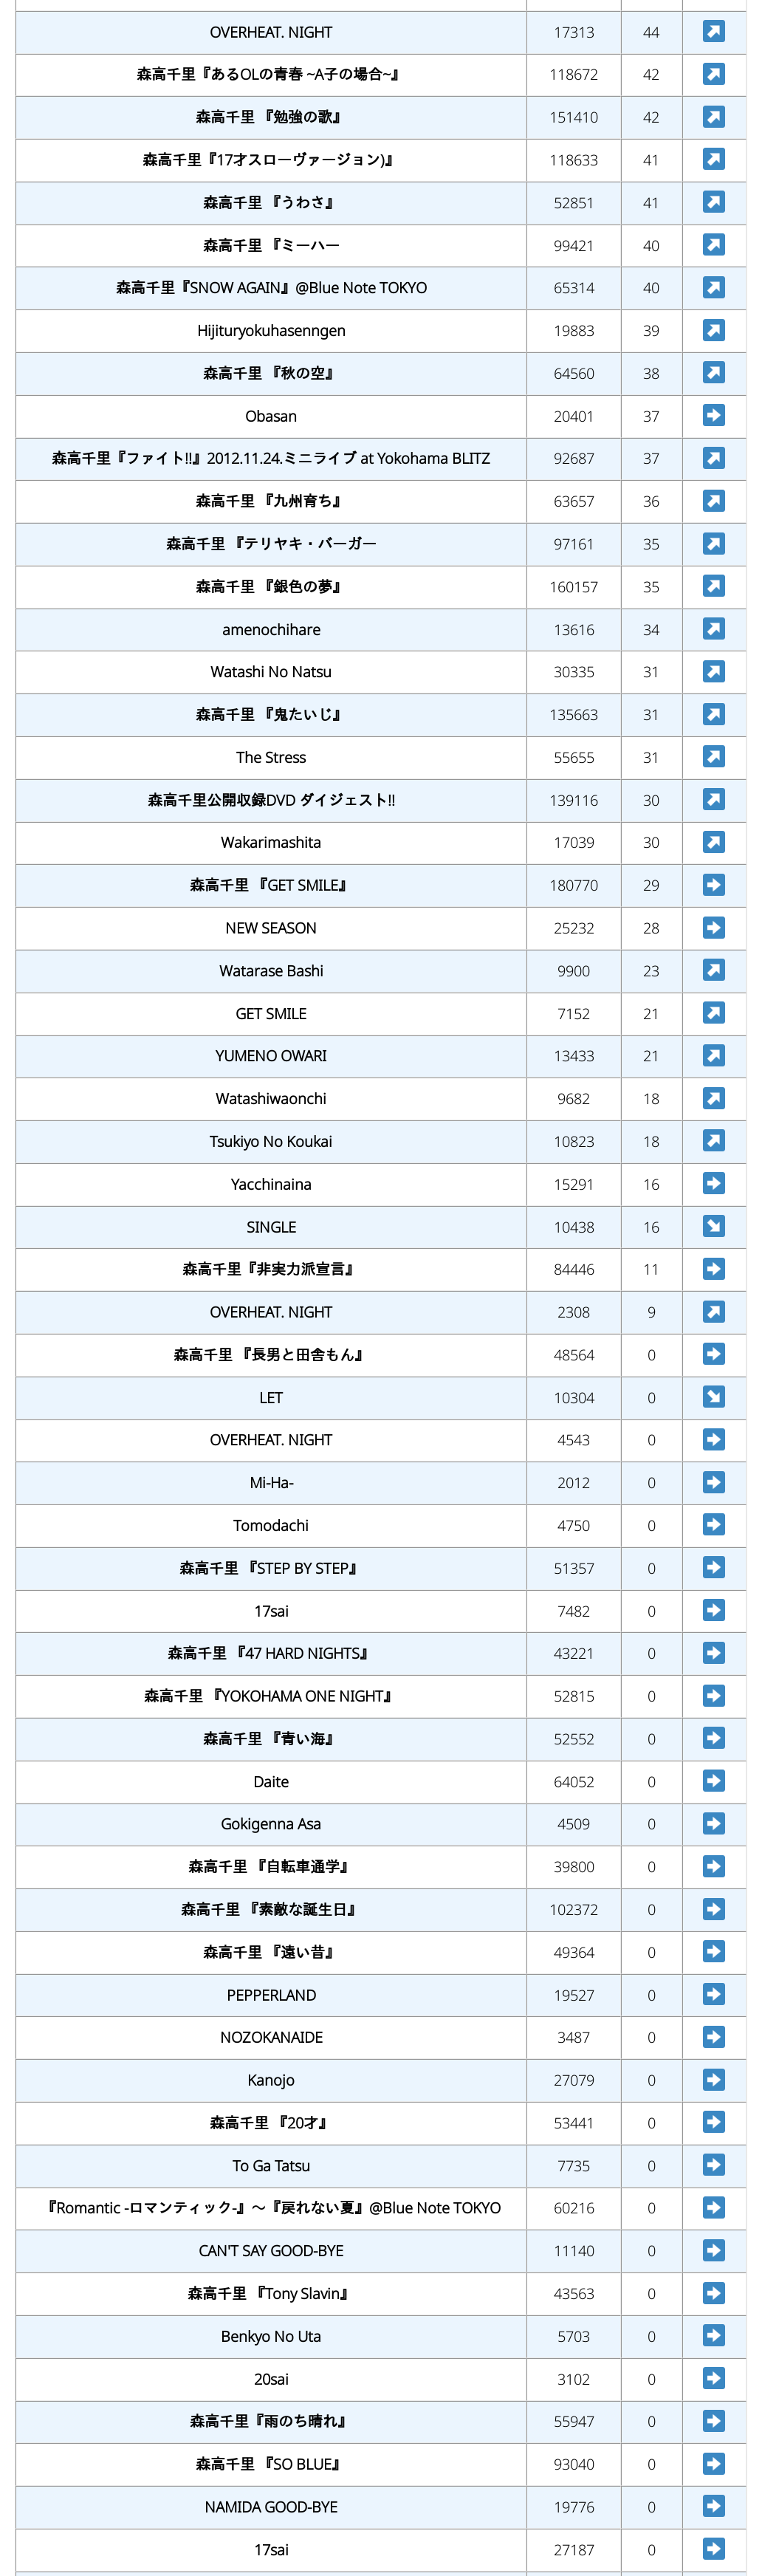 OVERHEAT. NIGHT 17313 44
森高千里『あるOLの青春 ~A子の場合~』 118672 42
森高千里 『勉強の歌』 151410 42
森高千里『17才スローヴァージョン)』 118633 41
森高千里 『うわさ』 52851 41
森高千里 『ミーハー 99421 40
森高千里『SNOW AGAIN』@Blue Note TOKYO 65314 40
Hijituryokuhasenngen 19883 39
森高千里 『秋の空』 64560 38
Obasan 20401 37
森高千里『ファイト!!』2012.11.24.ミニライブ at Yokohama BLITZ 92687 37
森高千里 『九州育ち』 63657 36
森高千里 『テリヤキ・バーガー 97161 35
森高千里 『銀色の夢』 160157 35
amenochihare 13616 34
Watashi No Natsu 30335 31
森高千里 『鬼たいじ』 135663 31
The Stress 55655 31
森高千里公開収録DVD ダイジェスト!! 139116 30
Wakarimashita 17039 30
森高千里 『GET SMILE』 180770 29
NEW SEASON 25232 28
Watarase Bashi 9900 23
GET SMILE 7152 21
YUMENO OWARI 13433 21
Watashiwaonchi 9682 18
Tsukiyo No Koukai 10823 18
Yacchinaina 15291 16
SINGLE 10438 16
森高千里『非実力派宣言』 84446 11
OVERHEAT. NIGHT 2308 9
森高千里 『長男と田舎もん』 48564 0
LET 10304 0
OVERHEAT. NIGHT 4543 0
Mi-Ha- 2012 0
Tomodachi 4750 0
森高千里 『STEP BY STEP』 51357 0
17sai 7482 0
森高千里 『47 HARD NIGHTS』 43221 0
森高千里 『YOKOHAMA ONE NIGHT』 52815 0
森高千里 『青い海』 52552 0
Daite 64052 0
Gokigenna Asa 4509 0
森高千里 『自転車通学』 39800 0
森高千里 『素敵な誕生日』 102372 0
森高千里 『遠い昔』 49364 0
PEPPERLAND 19527 0
NOZOKANAIDE 3487 0
Kanojo 27079 0
森高千里 『20才』 53441 0
To Ga Tatsu 7735 0
『Romantic -ロマンティック-』～『戻れない夏』@Blue Note TOKYO 60216 0
CAN'T SAY GOOD-BYE 11140 0
森高千里 『Tony Slavin』 43563 0
Benkyo No Uta 5703 0
20sai 3102 0
森高千里『雨のち晴れ』 55947 0
森高千里 『SO BLUE』 93040 0
NAMIDA GOOD-BYE 19776 0
17sai 27187 0